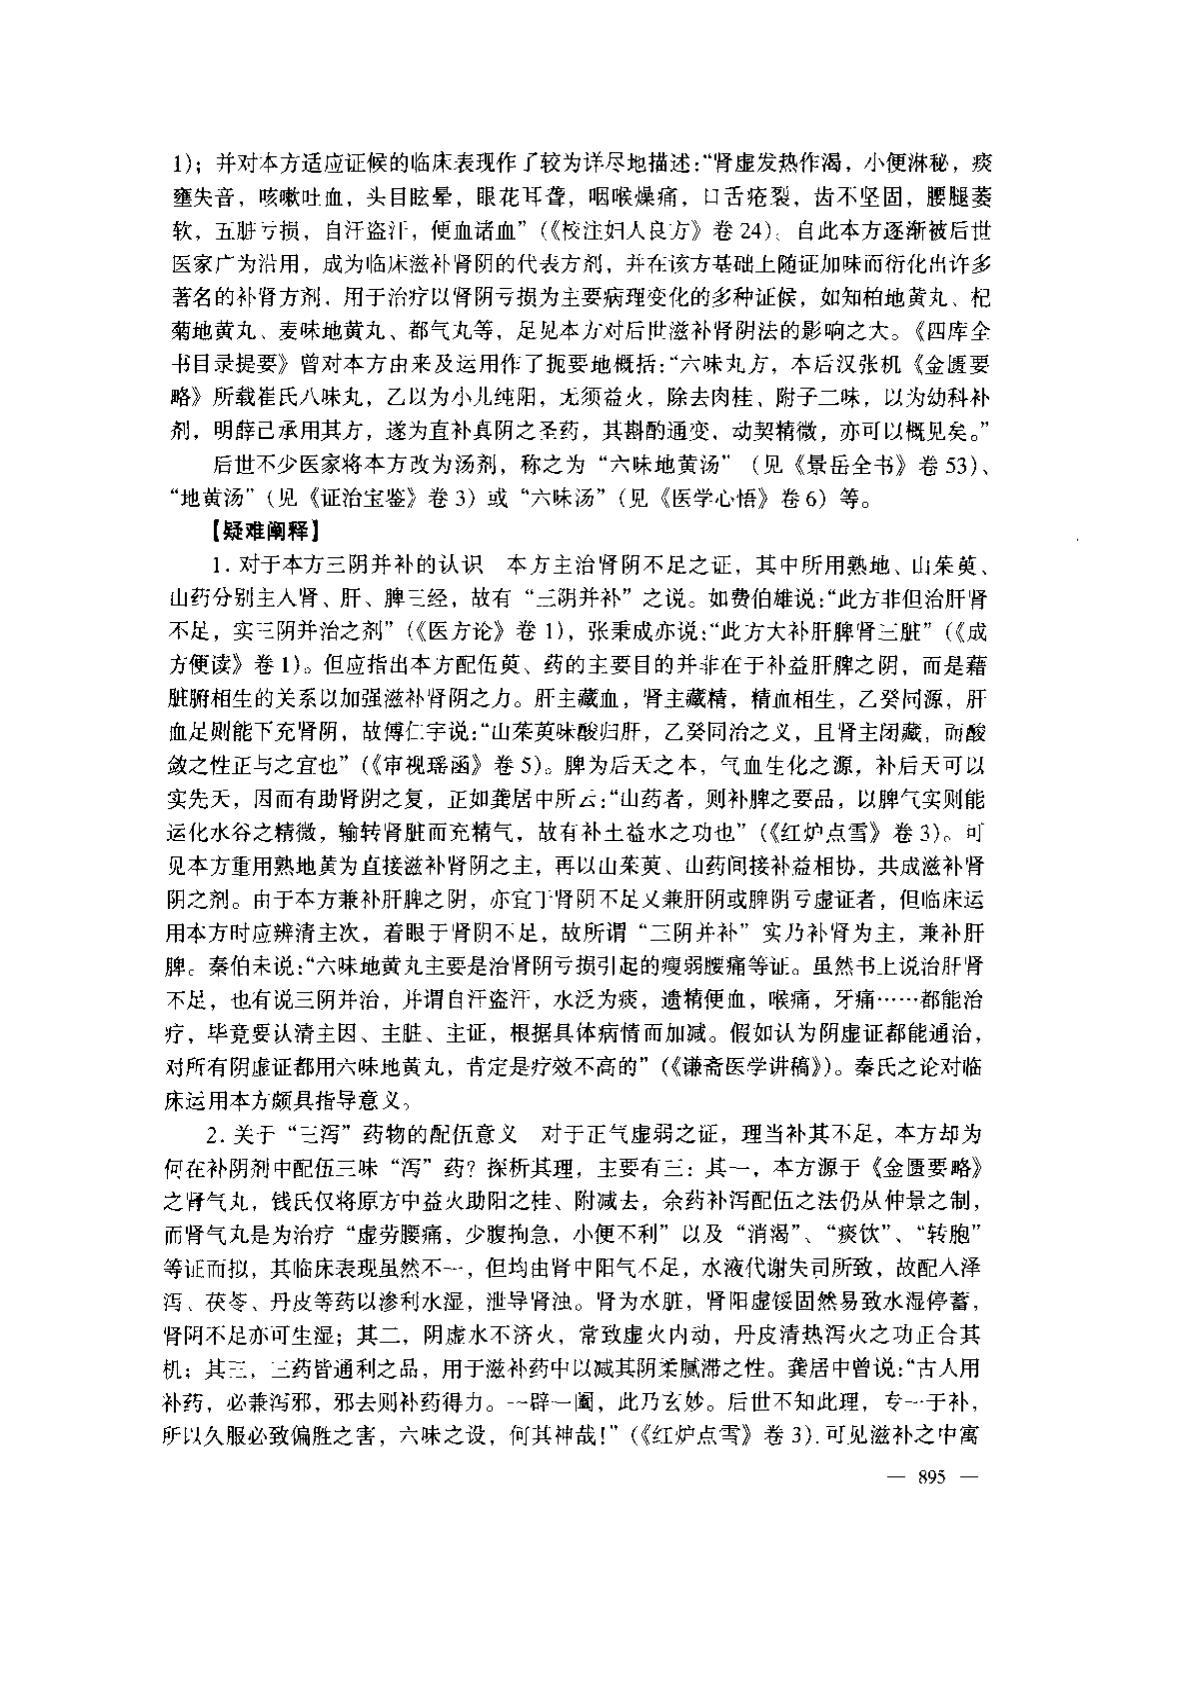 1)；并对本方适应证候的临床表现作了较为详尽地描述：“肾虚发热作渴，小便淋秘，痰
壅失音，咳嗽吐血，头目眩晕，眼花耳聋，咽喉燥痛，口舌疮裂，齿不坚固，腰腿萎
软，五脏亏损，自汗盗汗，便血诸血”（《校注妇人良方》卷 24）。自此本方逐渐被后世
医家广为沿用，成为临床滋补肾阴的代表方剂，并在该方基础上随证加味而衍化出许多
著名的补肾方剂，用于治疗以肾阴亏损为主要病理变化的多种证候，如知柏地黄丸、杞
菊地黄丸、麦味地黄丸、都气丸等，足见本方对后世滋补肾阴法的影响之大。《四库全
书目录提要》曾对本方由来及运用作了扼要地概括：“六味丸方，本后汉张机《金匮要
略》所载崔氏八味丸，乙以为小儿纯阳，无须益火，除去肉桂、附子二味，以为幼科补
剂，明薛己承用其方，遂为直补真阴之圣药，其斟酌通变，动契精微，亦可以概见矣。”
后世不少医家将本方改为汤剂，称之为“六味地黄汤”（见《景岳全书》卷 53）、
“地黄汤”（见《证治宝鉴》卷 3）或“六味汤”（见《医学心悟》卷 6）等。
【疑难阐释】
1. 对于本方三阴并补的认识　本方主治肾阴不足之证，其中所用熟地、山茱萸、
山药分别主入肾、肝、脾三经，故有“三阴并补”之说。如费伯雄说：“此方非但治肝肾
不足，实三阴并治之剂”（《医方论》卷 1），张秉成亦说：“此方大补肝脾肾三脏”（《成
方便读》卷 1）。但应指出本方配伍萸、药的主要目的并非在于补益肝脾之阴，而是藉
脏腑相生的关系以加强滋补肾阴之力。肝主藏血，肾主藏精，精血相生，乙癸同源，肝
血足则能下充肾阴，故傅仁宇说：“山茱萸味酸归肝，乙癸同治之义，且肾主闭藏，而酸
敛之性正与之宜也”（《审视瑶函》卷 5）。脾为后天之本，气血生化之源，补后天可以
实先天，因而有助肾阴之复，正如龚居中所云：“山药者，则补脾之要品，以脾气实则能
运化水谷之精微，输转肾脏而充精气，故有补土益水之功也”（《红炉点雪》卷 3）。可
见本方重用熟地黄为直接滋补肾阴之主，再以山茱萸、山药间接补益相协，共成滋补肾
阴之剂。由于本方兼补肝脾之阴，亦宜于肾阴不足又兼肝阴或脾阴亏虚证者，但临床运
用本方时应辨清主次，着眼于肾阴不足，故所谓“三阴并补”实乃补肾为主，兼补肝
脾。秦伯未说：“六味地黄丸主要是治肾阴亏损引起的瘦弱腰痛等证。虽然书上说治肝肾
不足，也有说三阴并治，并谓自汗盗汗，水泛为痰，遗精便血，喉痛，牙痛……都能治
疗，毕竟要认清主因、主脏、主证，根据具体病情而加减。假如认为阴虚证都能通治，
对所有阴虚证都用六味地黄丸，肯定是疗效不高的”（《谦斋医学讲稿》）。秦氏之论对临
床运用本方颇具指导意义。
2. 关于“三泻”药物的配伍意义　对于正气虚弱之证，理当补其不足，本方却为
何在补阴剂中配伍三味“泻”药？探析其理，主要有三：其一，本方源于《金匮要略》
之肾气丸，钱氏仅将原方中益火助阳之桂、附减去，余药补泻配伍之法仍从仲景之制，
而肾气丸是为治疗“虚劳腰痛，少腹拘急，小便不利”以及“消渴”、“痰饮”、“转胞”
等证而拟，其临床表现虽然不一，但均由肾中阳气不足，水液代谢失司所致，故配入泽
泻、茯苓、丹皮等药以渗利水湿，泄导肾浊。肾为水脏，肾阳虚馁固然易致水湿停蓄，
肾阴不足亦可生湿；其二，阴虚水不济火，常致虚火内动，丹皮清热泻火之功正合其
机；其三，三药皆通利之品，用于滋补药中以减其阴柔腻滞之性。龚居中曾说：“古人用
补药，必兼泻邪，邪去则补药得力。一辟一阖，此乃玄妙。后世不知此理，专一于补，
所以久服必致偏胜之害，六味之设，何其神哉！”（《红炉点雪》卷 3）. 可见滋补之中寓
— 895 —